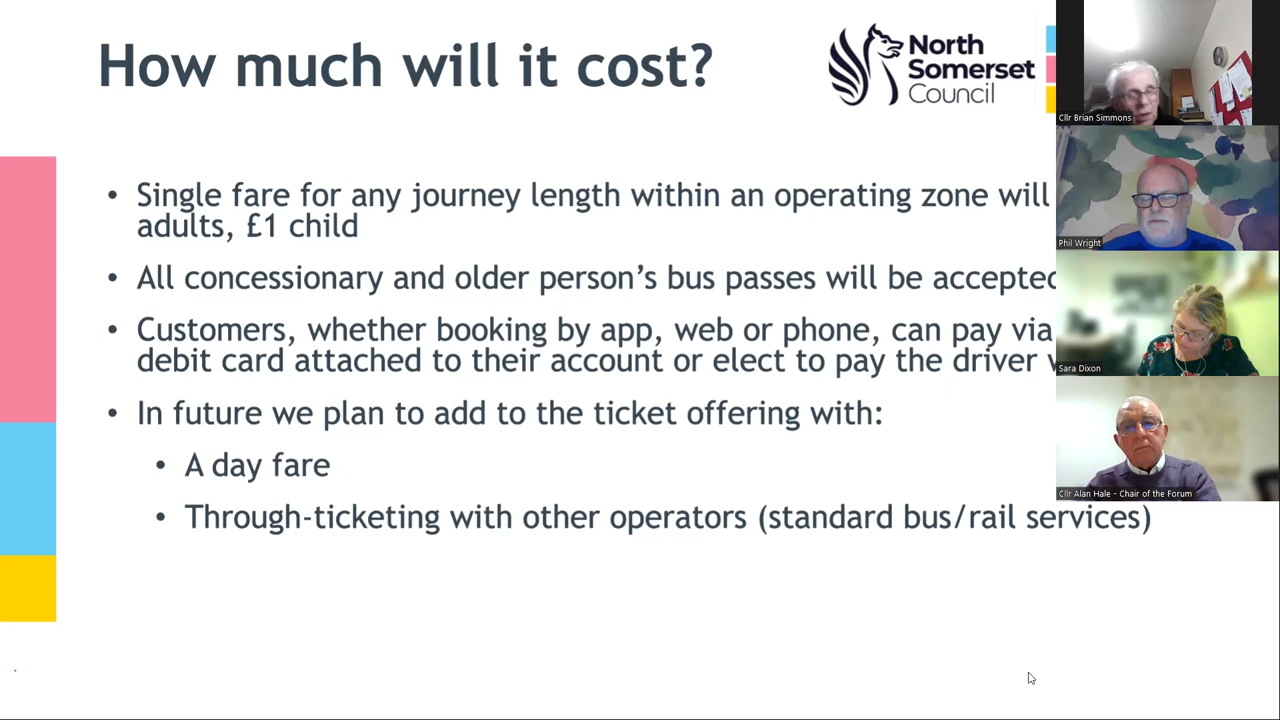 How much will it cost?
North
Somerset
Council
• Single fare for any journey length within an operating zone will
adults, £1 child
• All concessionary and older person’s bus passes will be accepted
• Customers, whether booking by app, web or phone, can pay via
debit card attached to their account or elect to pay the driver
• In future we plan to add to the ticket offering with:
• A day fare
• Through-ticketing with other operators (standard bus/rail services)
Cllr Brian Simmons
Phil Wright
Sara Dixon
Cllr Alan Hale - Chair of the Forum